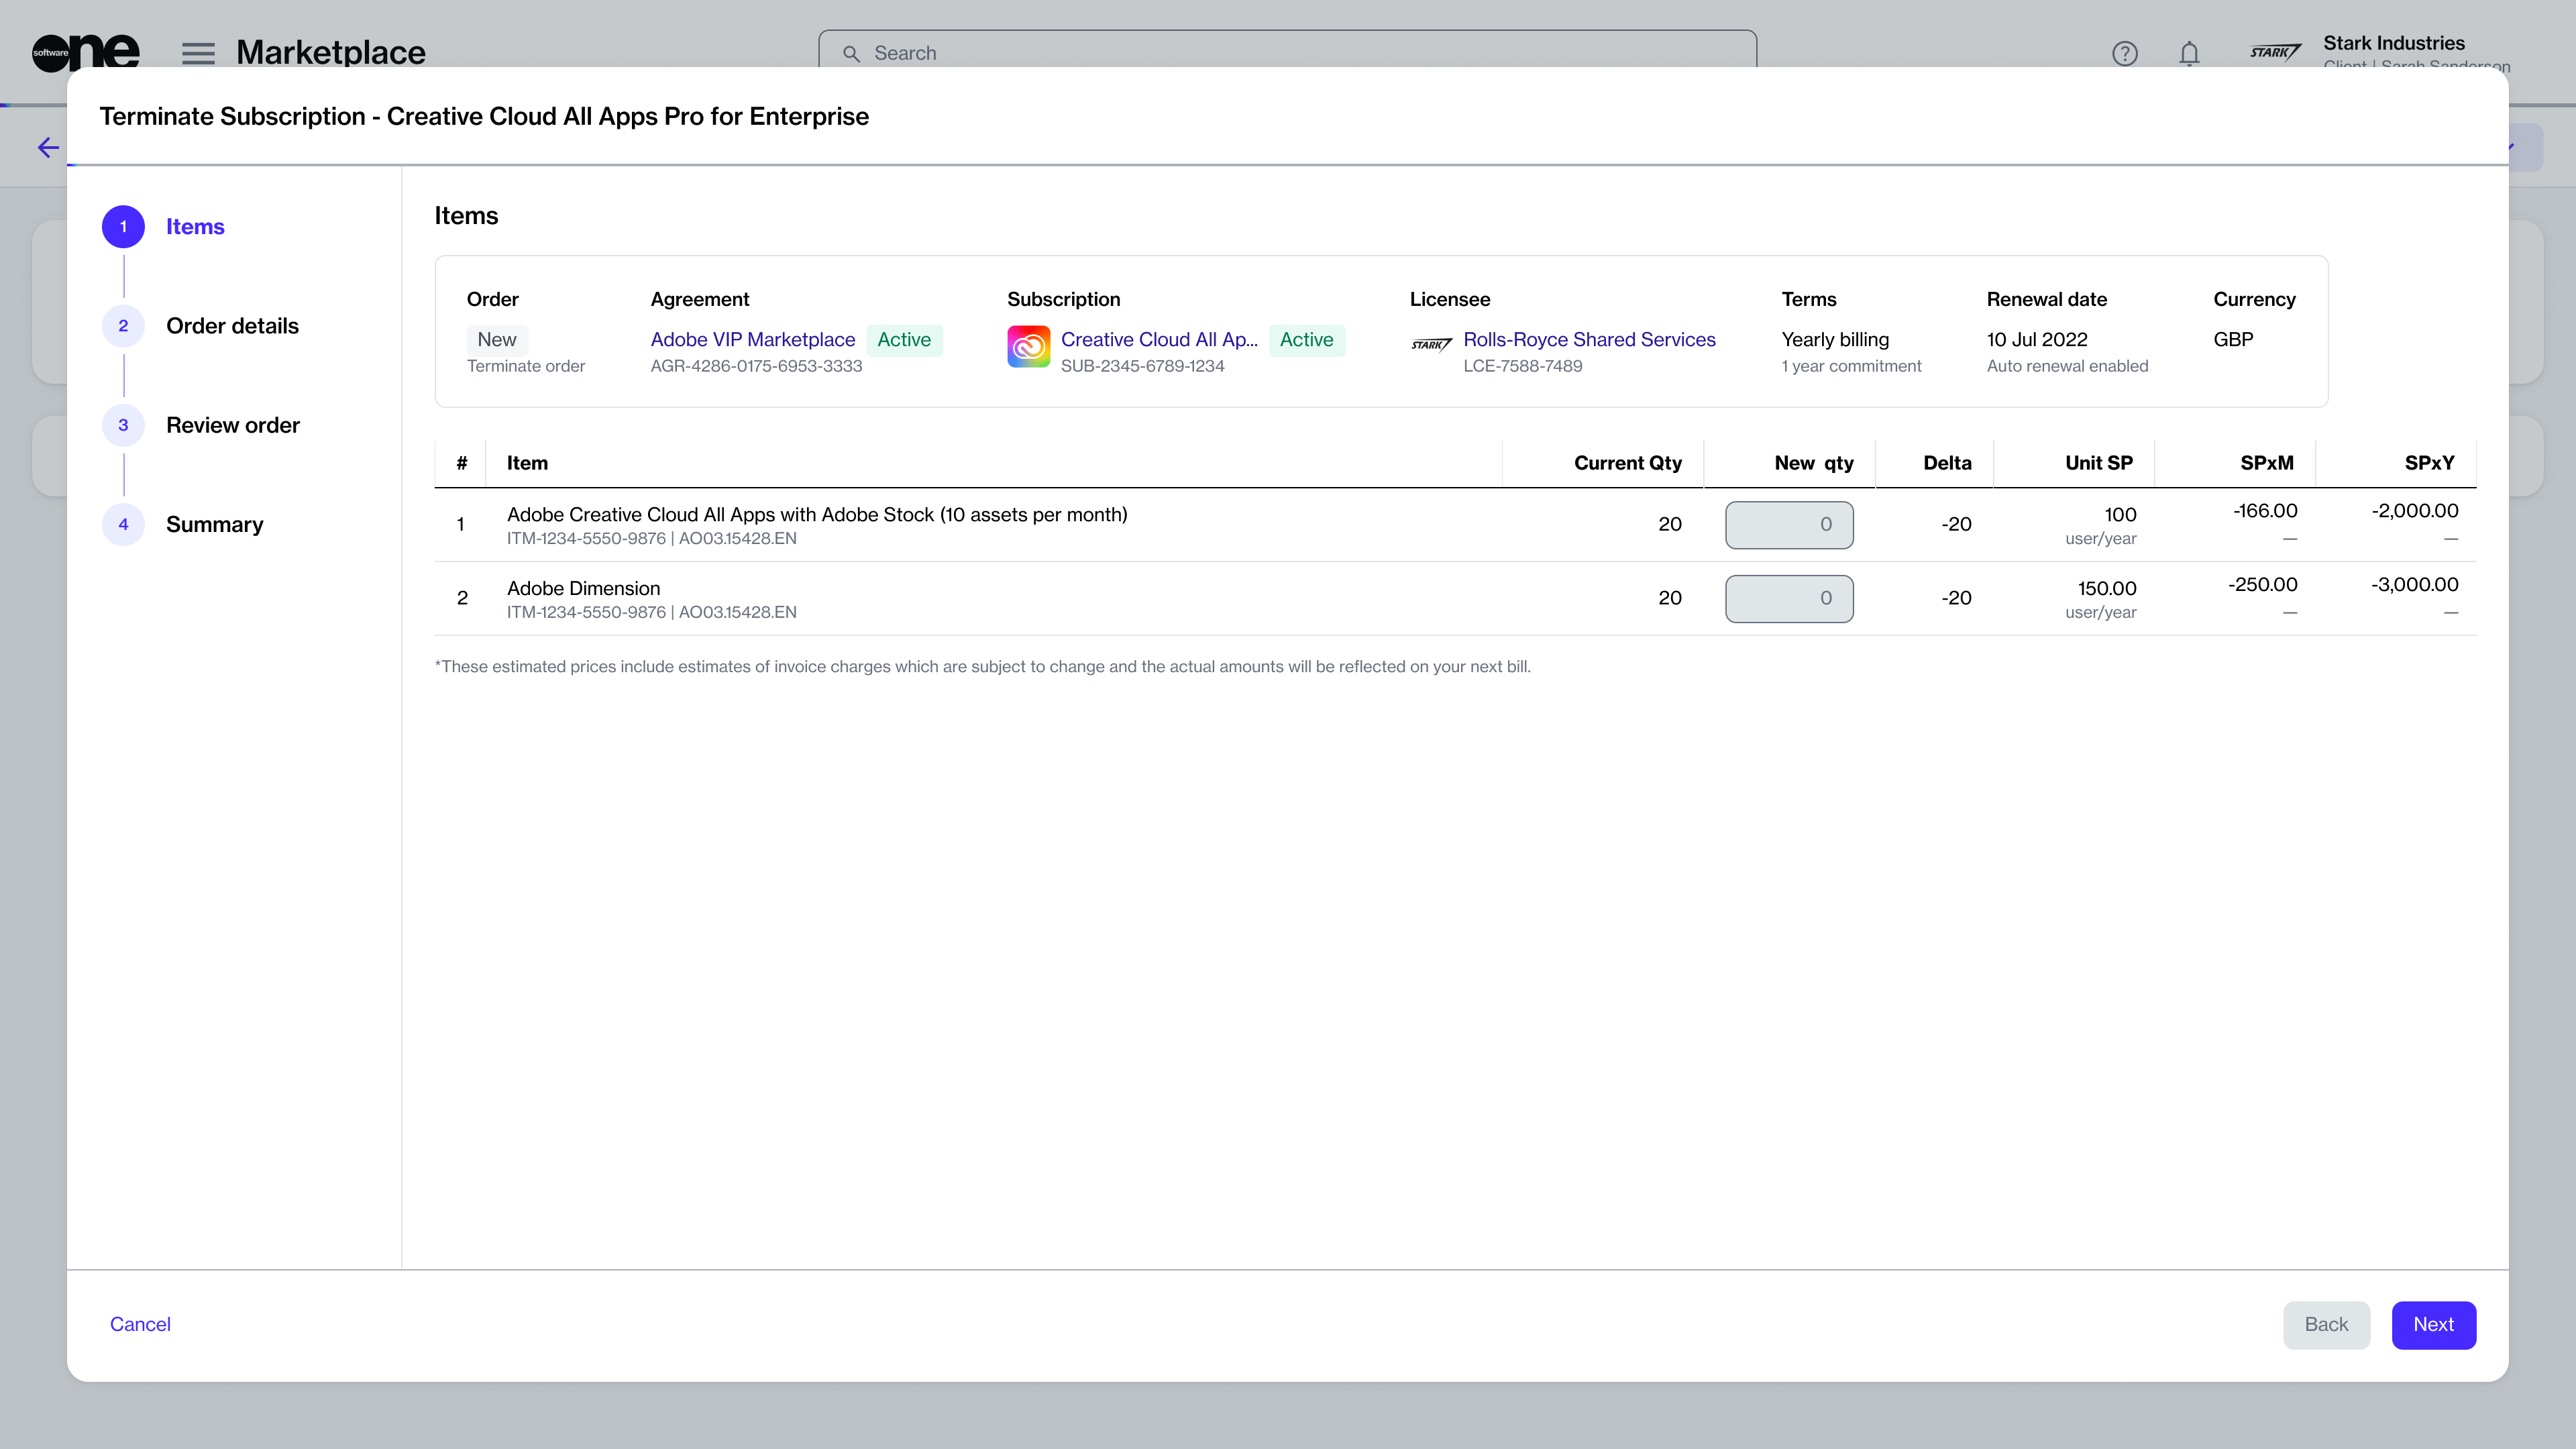 software one
Marketplace
Search
Stark Industries
STARK
Client | Sarah Sanderson
Terminate Subscription - Creative Cloud All Apps Pro for Enterprise
1 Items
2 Order details
3 Review order
4 Summary
Items
Order Agreement Subscription Licensee Terms Renewal date Currency
New Adobe VIP Marketplace Active Creative Cloud All Ap... Active STARK Rolls-Royce Shared Services Yearly billing 10 Jul 2022 GBP
Terminate order AGR-4286-0175-6953-3333 SUB-2345-6789-1234 LCE-7588-7489 1 year commitment Auto renewal enabled
# Item Current Qty New qty Delta Unit SP SPxM SPxY
1 Adobe Creative Cloud All Apps with Adobe Stock (10 assets per month) 20 0 -20 100 -166.00 -2,000.00
ITM-1234-5550-9876 | AO03.15428.EN user/year — —
2 Adobe Dimension 20 0 -20 150.00 -250.00 -3,000.00
ITM-1234-5550-9876 | AO03.15428.EN user/year — —
*These estimated prices include estimates of invoice charges which are subject to change and the actual amounts will be reflected on your next bill.
Cancel
Back
Next